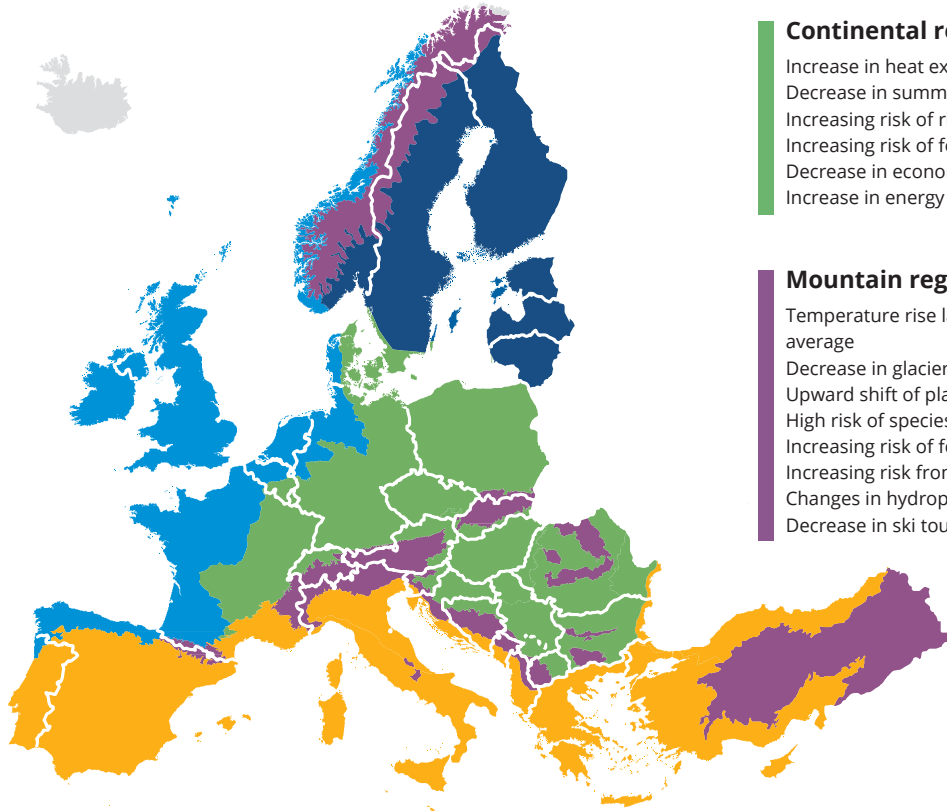 Continental re
Increase in heat ex
Decrease in summ
Increasing risk of r
Increasing risk of fo
Decrease in econo
Increase in energy
Mountain reg
Temperature rise la
average
Decrease in glacier
Upward shift of pla
High risk of species
Increasing risk of fo
Increasing risk from
Changes in hydrop
Decrease in ski tou